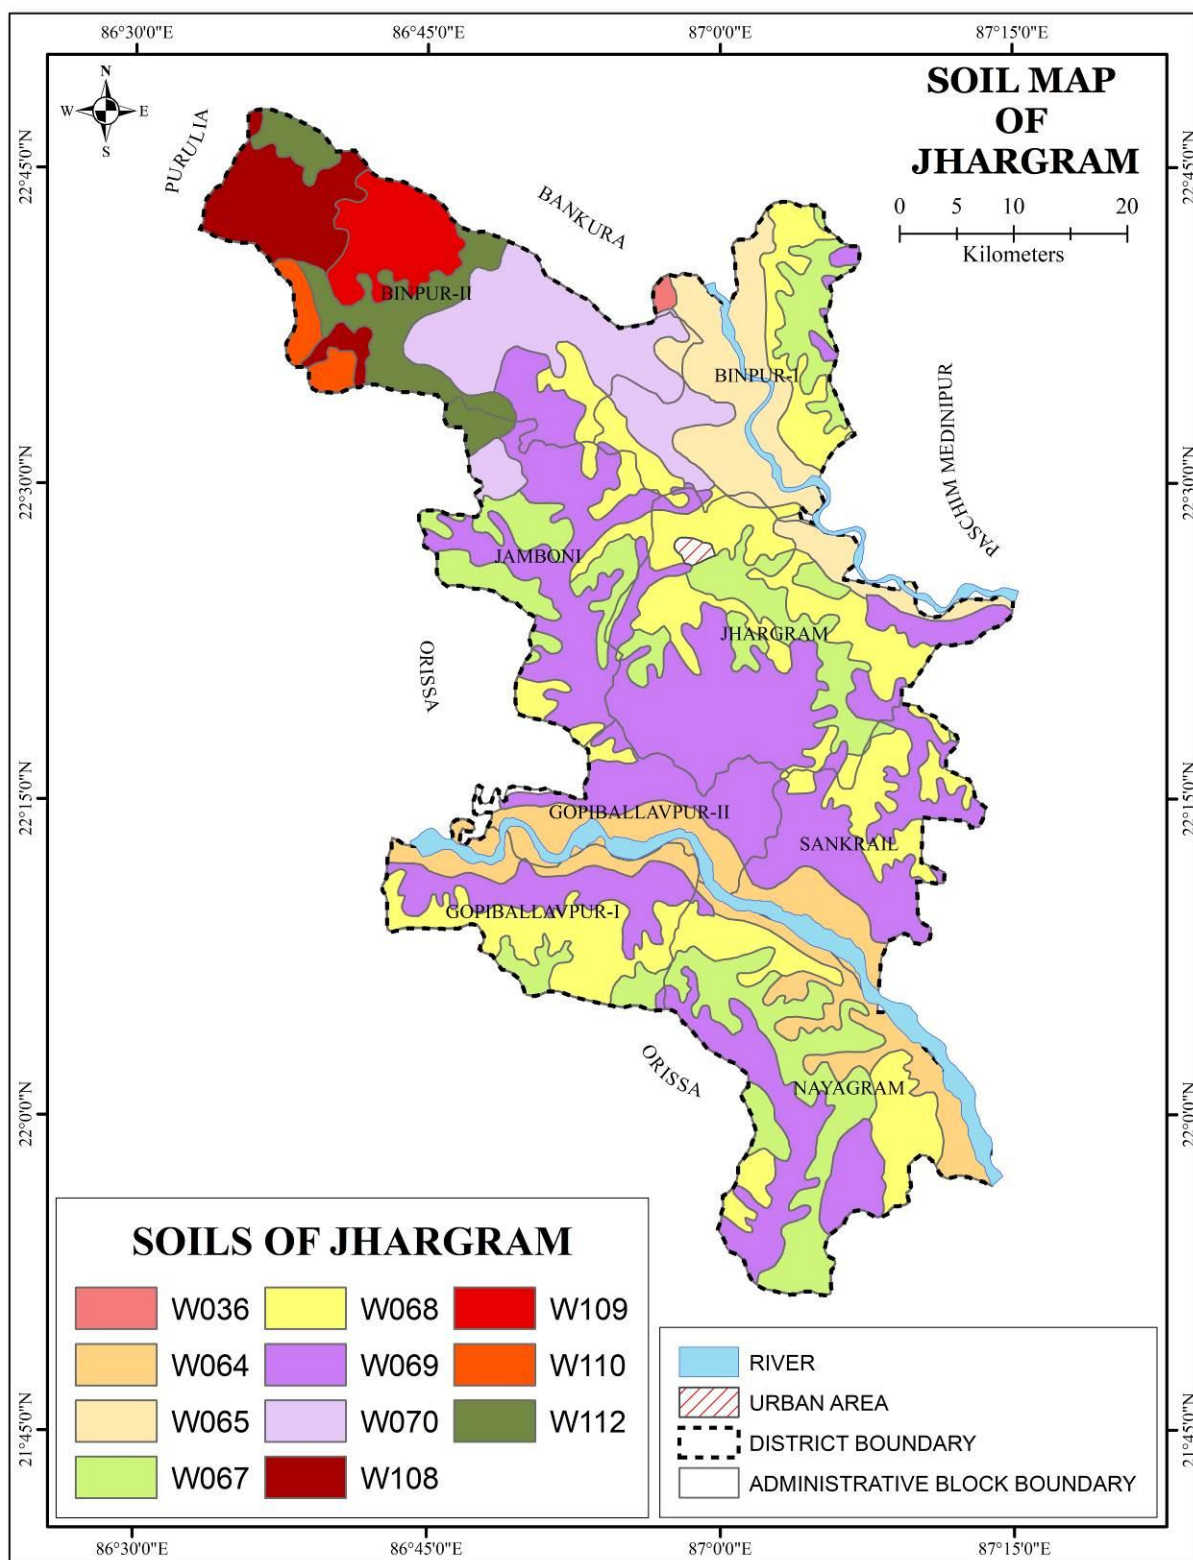 86°30'0"E 86°45'0"E 87°0'0"E 87°15'0"E
N
W E
S
SOIL MAP
OF
JHARGRAM
0 5 10 20
Kilometers
22°45'0"N 22°45'0"N
PURULIA
BANKURA
BINPUR-II
BINPUR-I
PASCHIM MEDINIPUR
22°30'0"N 22°30'0"N
JAMBONI
JHARGRAM
ORISSA
22°15'0"N 22°15'0"N
GOPIBALLAVPUR-II
SANKRAIL
GOPIBALLAVPUR-I
ORISSA
NAYAGRAM
22°0'0"N 22°0'0"N
SOILS OF JHARGRAM
W036 W068 W109
W064 W069 W110
W065 W070 W112
W067 W108
RIVER
URBAN AREA
DISTRICT BOUNDARY
ADMINISTRATIVE BLOCK BOUNDARY
21°45'0"N 21°45'0"N
86°30'0"E 86°45'0"E 87°0'0"E 87°15'0"E